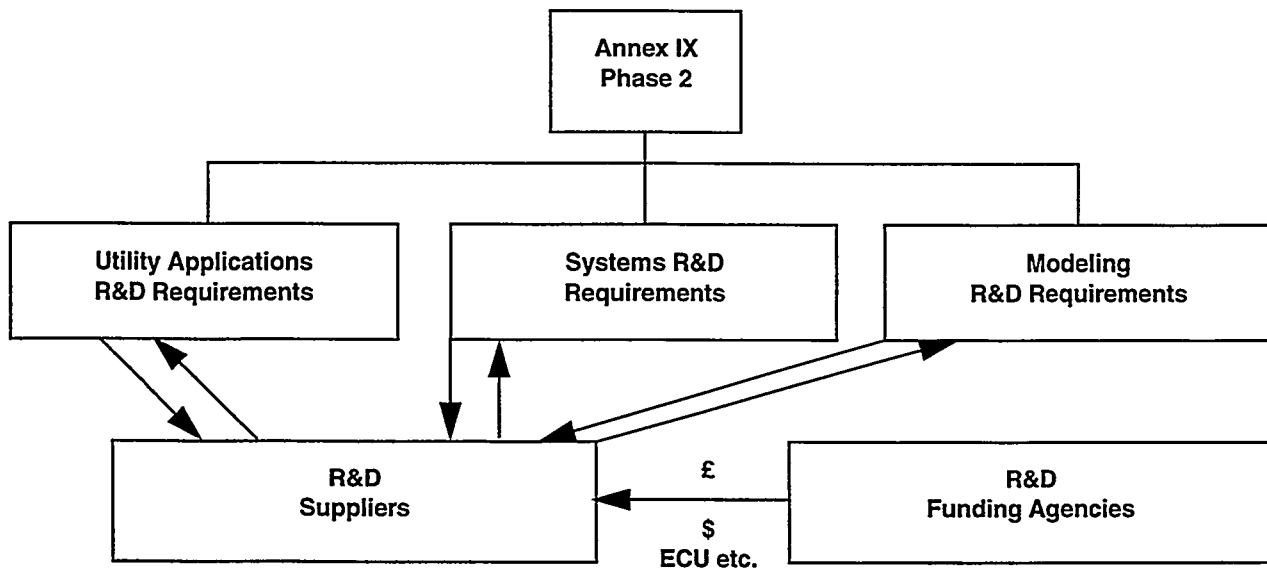 Annex IX
Phase 2
Utility Applications
R&D Requirements
Systems R&D
Requirements
Modeling
R&D Requirements
R&D
Suppliers
£
$
ECU etc.
R&D
Funding Agencies